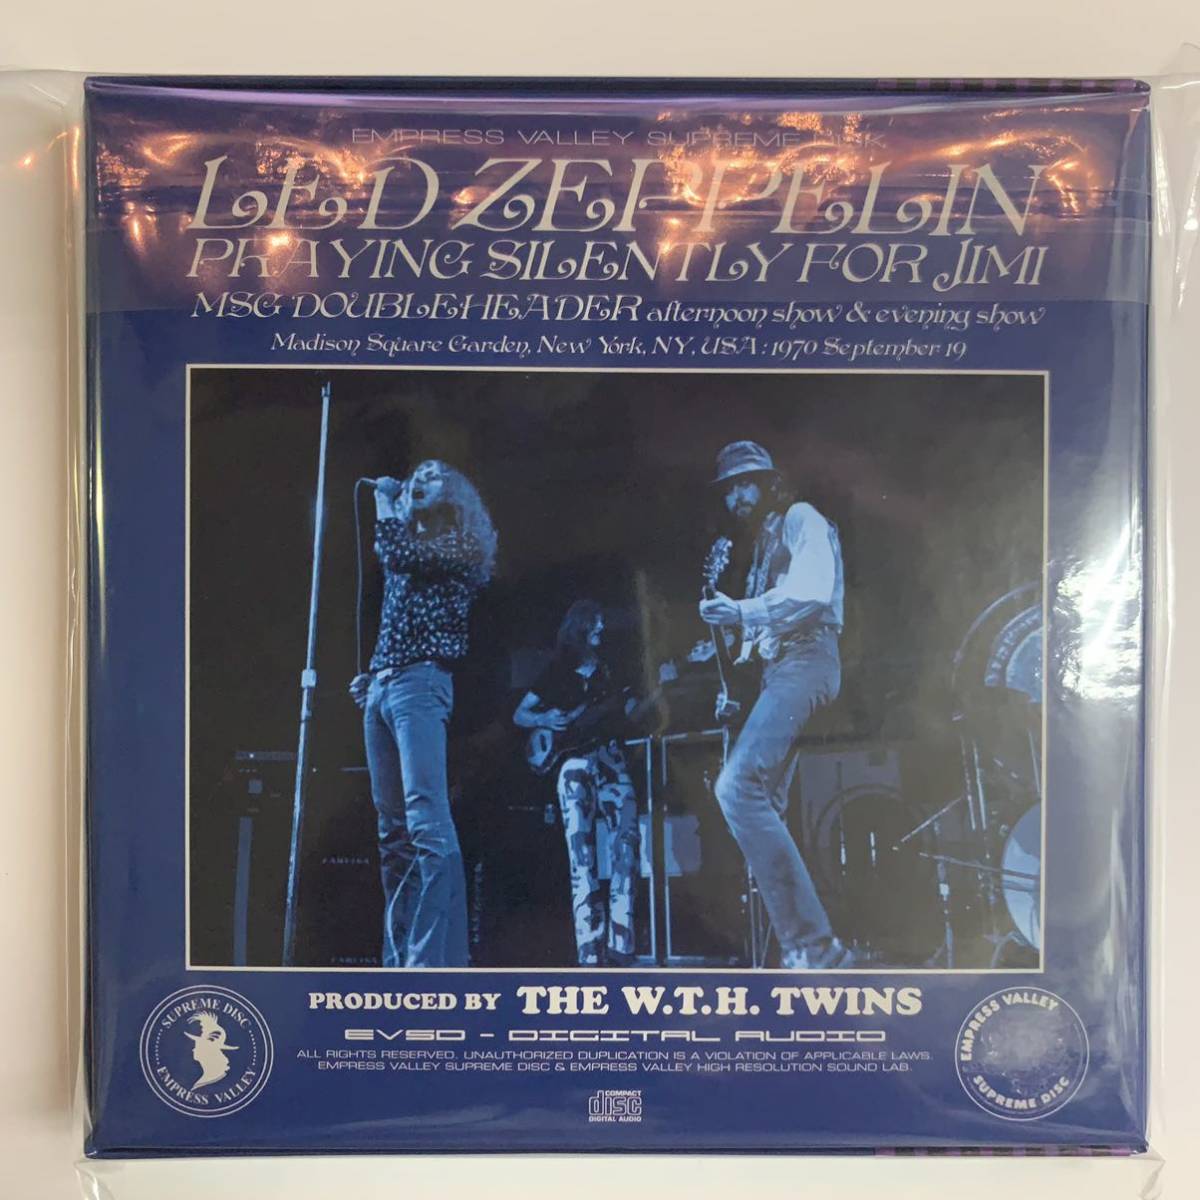 EMPRESS VALLEY SUPREME DISK
LED ZEPPELIN
PRAYING SILENTLY FOR JIMI
MSG DOUBLEHEADER afternoon show & evening show
Madison Square Garden, New York, NY, USA : 1970 September 19
PRODUCED BY THE W.T.H. TWINS
EVSD - DIGITAL AUDIO
ALL RIGHTS RESERVED. UNAUTHORIZED DUPLICATION IS A VIOLATION OF APPLICABLE LAWS.
EMPRESS VALLEY SUPREME DISC & EMPRESS VALLEY HIGH RESOLUTION SOUND LAB.
SUPREME DISC
EMPRESS VALLEY
EMPRESS VALLEY
SUPREME DISC
COMPACT
disc
DIGITAL AUDIO